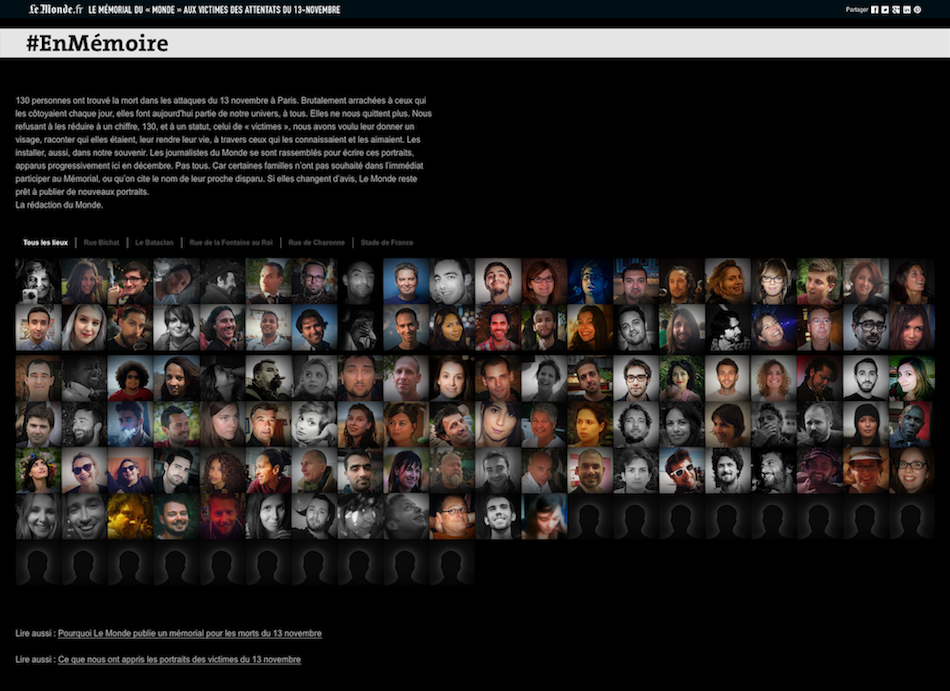 Le Monde.fr LE MÉMORIAL DU « MONDE » AUX VICTIMES DES ATTENTATS DU 13-NOVEMBRE
Partager
#EnMémoire
130 personnes ont trouvé la mort dans les attaques du 13 novembre à Paris. Brutalement arrachées à ceux qui
les côtoyaient chaque jour, elles font aujourd'hui partie de notre univers, à tous. Elles ne nous quittent plus. Nous
refusant à les réduire à un chiffre, 130, et à un statut, celui de « victimes », nous avons voulu leur donner un
visage, raconter qui elles étaient, leur rendre leur vie, à travers ceux qui les connaissaient et les aimaient. Les
installer, aussi, dans notre souvenir. Les journalistes du Monde se sont rassemblés pour écrire ces portraits,
apparus progressivement ici en décembre. Pas tous. Car certaines familles n'ont pas souhaité dans l'immédiat
participer au Mémorial, ou qu'on cite le nom de leur proche disparu. Si elles changent d'avis, Le Monde reste
prêt à publier de nouveaux portraits.
La rédaction du Monde.
Tous les lieux | Rue Bichat | Le Bataclan | Rue de la Fontaine au Roi | Rue de Charonne | Stade de France
Lire aussi : Pourquoi Le Monde publie un mémorial pour les morts du 13 novembre
Lire aussi : Ce que nous ont appris les portraits des victimes du 13 novembre